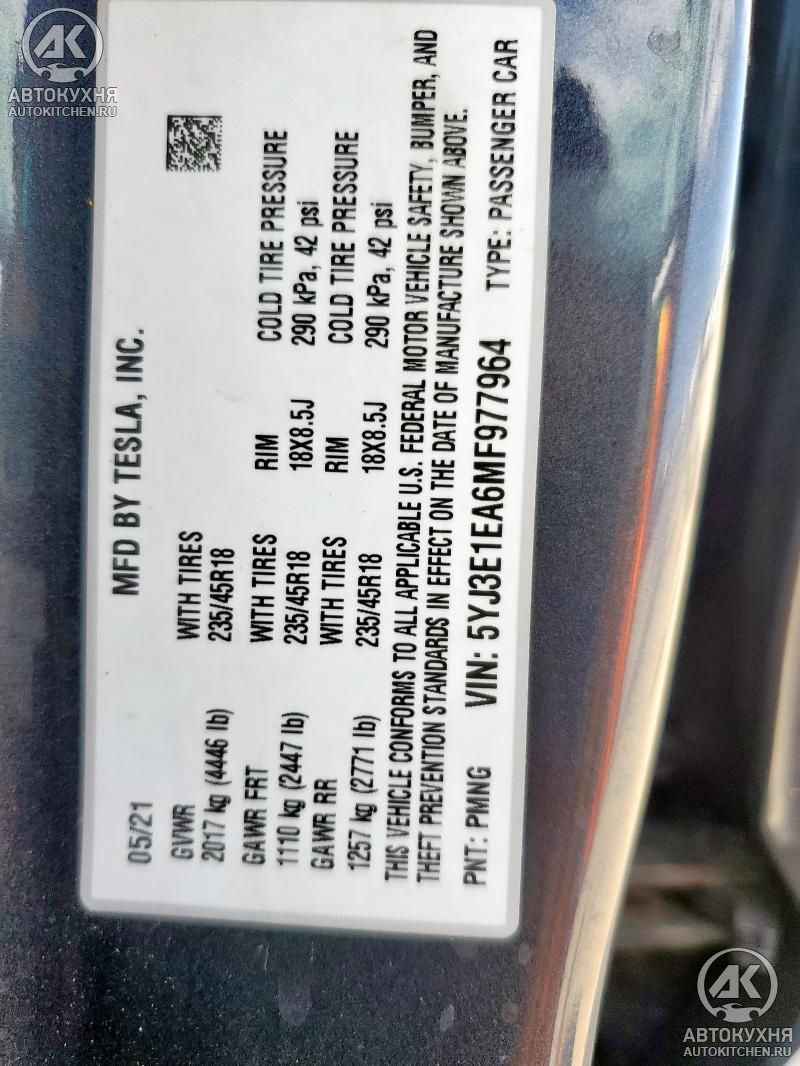 AK
АВТОКУХНЯ
AUTOKITCHEN.RU
MFD BY TESLA, INC.
05/21
GVWR WITH TIRES
2017 kg (4446 lb) 235/45R18
GAWR FRT WITH TIRES RIM COLD TIRE PRESSURE
1110 kg (2447 lb) 235/45R18 18X8.5J 290 kPa, 42 psi
GAWR RR WITH TIRES RIM COLD TIRE PRESSURE
1257 kg (2771 lb) 235/45R18 18X8.5J 290 kPa, 42 psi
THIS VEHICLE CONFORMS TO ALL APPLICABLE U.S. FEDERAL MOTOR VEHICLE SAFETY, BUMPER, AND
THEFT PREVENTION STANDARDS IN EFFECT ON THE DATE OF MANUFACTURE SHOWN ABOVE.
PNT: PMNG VIN: 5YJ3E1EA6MF977964 TYPE: PASSENGER CAR
AK
АВТОКУХНЯ
AUTOKITCHEN.RU